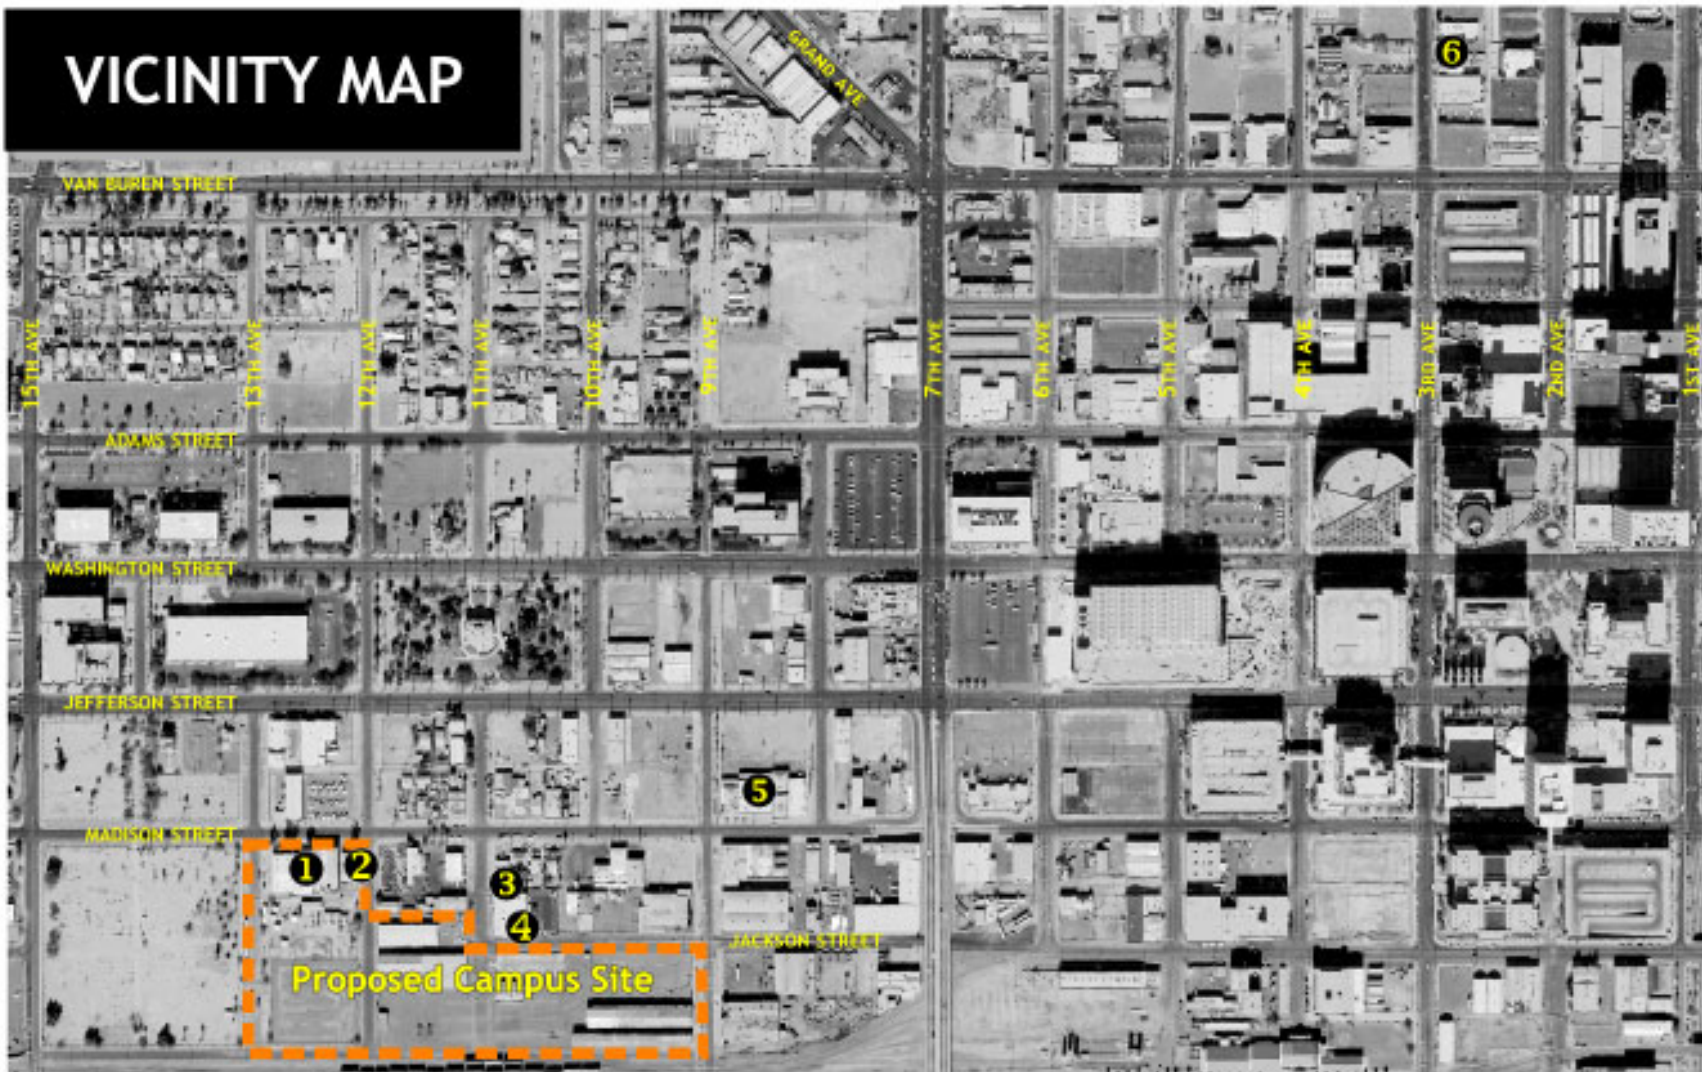 VICINITY MAP
GRAND AVE
6
VAN BUREN STREET
15TH AVE
13TH AVE
12TH AVE
11TH AVE
10TH AVE
9TH AVE
7TH AVE
6TH AVE
5TH AVE
4TH AVE
3RD AVE
2ND AVE
1ST AVE
ADAMS STREET
WASHINGTON STREET
JEFFERSON STREET
5
MADISON STREET
1
2
3
4
JACKSON STREET
Proposed Campus Site